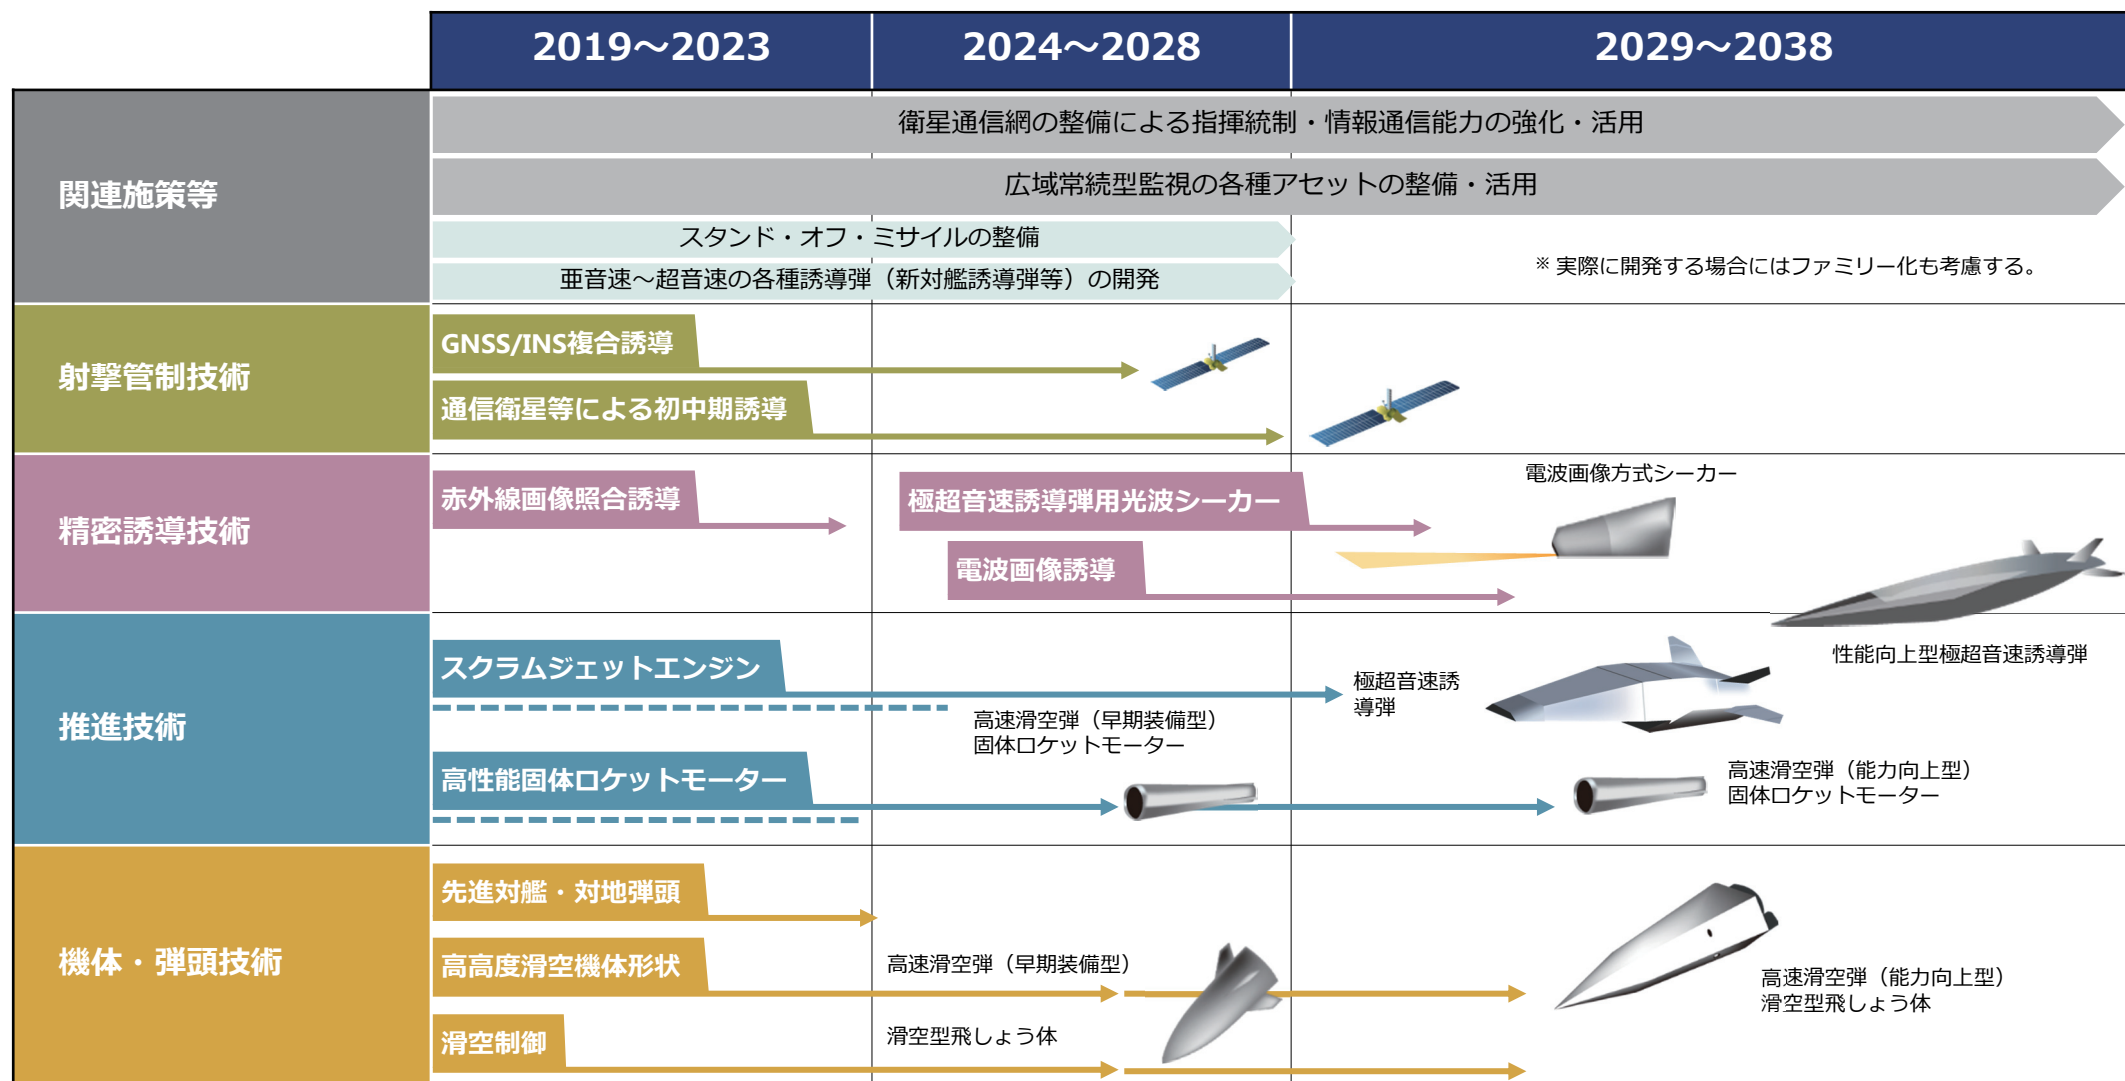 2019～2023
2024～2028
2029～2038
関連施策等
衛星通信網の整備による指揮統制・情報通信能力の強化・活用
広域常続型監視の各種アセットの整備・活用
スタンド・オフ・ミサイルの整備
亜音速～超音速の各種誘導弾（新対艦誘導弾等）の開発
※ 実際に開発する場合にはファミリー化も考慮する。
射撃管制技術
GNSS/INS複合誘導
通信衛星等による初中期誘導
精密誘導技術
赤外線画像照合誘導
極超音速誘導弾用光波シーカー
電波画像誘導
電波画像方式シーカー
性能向上型極超音速誘導弾
推進技術
スクラムジェットエンジン
極超音速誘
導弾
高速滑空弾（早期装備型）
固体ロケットモーター
高性能固体ロケットモーター
高速滑空弾（能力向上型）
固体ロケットモーター
機体・弾頭技術
先進対艦・対地弾頭
高高度滑空機体形状
高速滑空弾（早期装備型）
滑空制御
滑空型飛しょう体
高速滑空弾（能力向上型）
滑空型飛しょう体